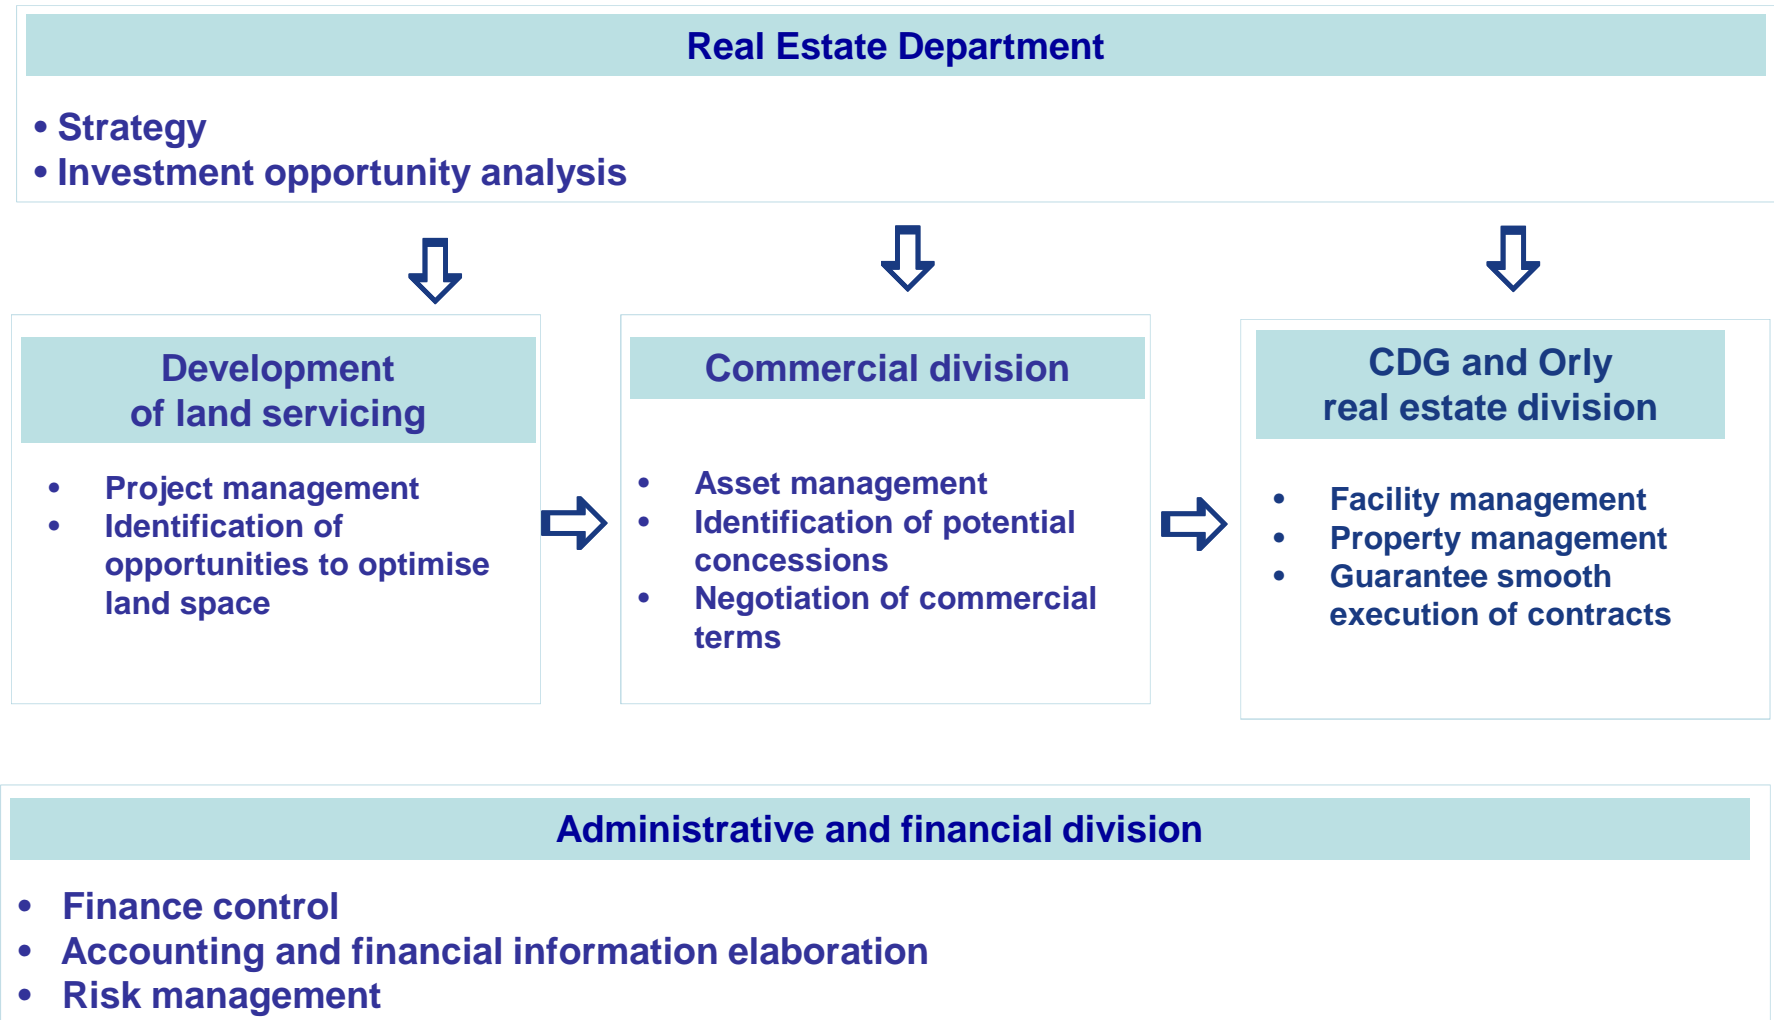 Real Estate Department
• Strategy
• Investment opportunity analysis
Development
of land servicing
• Project management
• Identification of
opportunities to optimise
land space
Commercial division
• Asset management
• Identification of potential
concessions
• Negotiation of commercial
terms
CDG and Orly
real estate division
• Facility management
• Property management
• Guarantee smooth
execution of contracts
Administrative and financial division
• Finance control
• Accounting and financial information elaboration
• Risk management